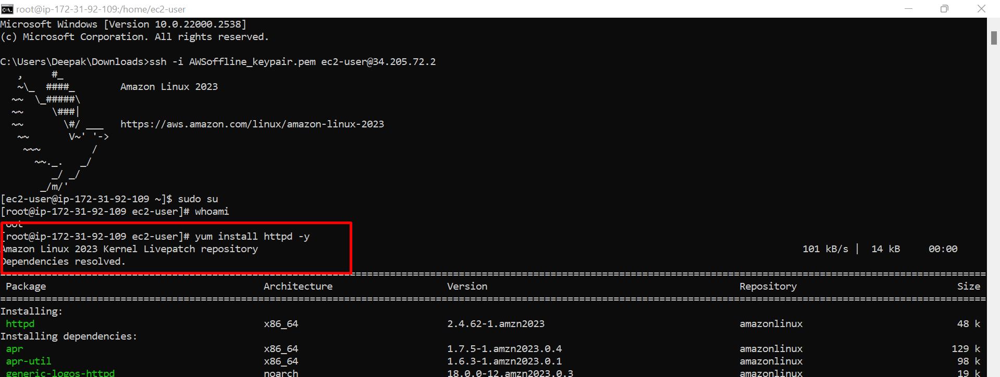 root@ip-172-31-92-109:/home/ec2-user
Microsoft Windows [Version 10.0.22000.2538]
(c) Microsoft Corporation. All rights reserved.
C:\Users\Deepak\Downloads>ssh -i AWSoffline_keypair.pem ec2-user@34.205.72.2
   ,     #_
   ~\_  ####_        Amazon Linux 2023
  ~~  \_#####\
  ~~     \###|
  ~~       \#/ ___   https://aws.amazon.com/linux/amazon-linux-2023
   ~~       V~' '->
    ~~~         /
      ~~._.   _/
         _/ _/
       _/m/'
[ec2-user@ip-172-31-92-109 ~]$ sudo su
[root@ip-172-31-92-109 ec2-user]# whoami
root
[root@ip-172-31-92-109 ec2-user]# yum install httpd -y
Amazon Linux 2023 Kernel Livepatch repository 101 kB/s | 14 kB 00:00
Dependencies resolved.
Package Architecture Version Repository Size
Installing:
httpd x86_64 2.4.62-1.amzn2023 amazonlinux 48 k
Installing dependencies:
apr x86_64 1.7.5-1.amzn2023.0.4 amazonlinux 129 k
apr-util x86_64 1.6.3-1.amzn2023.0.1 amazonlinux 98 k
generic-logos-httpd noarch 18.0.0-12.amzn2023.0.3 amazonlinux 19 k